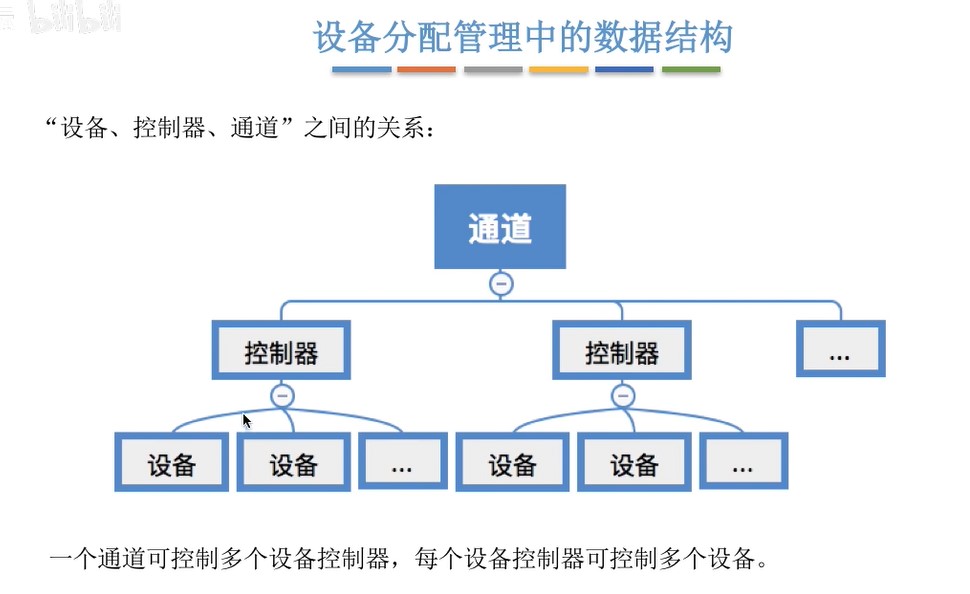 bilibili
设备分配管理中的数据结构
“设备、控制器、通道”之间的关系：
通道
控制器 控制器 ...
设备 设备 ... 设备 设备 ...
一个通道可控制多个设备控制器，每个设备控制器可控制多个设备。